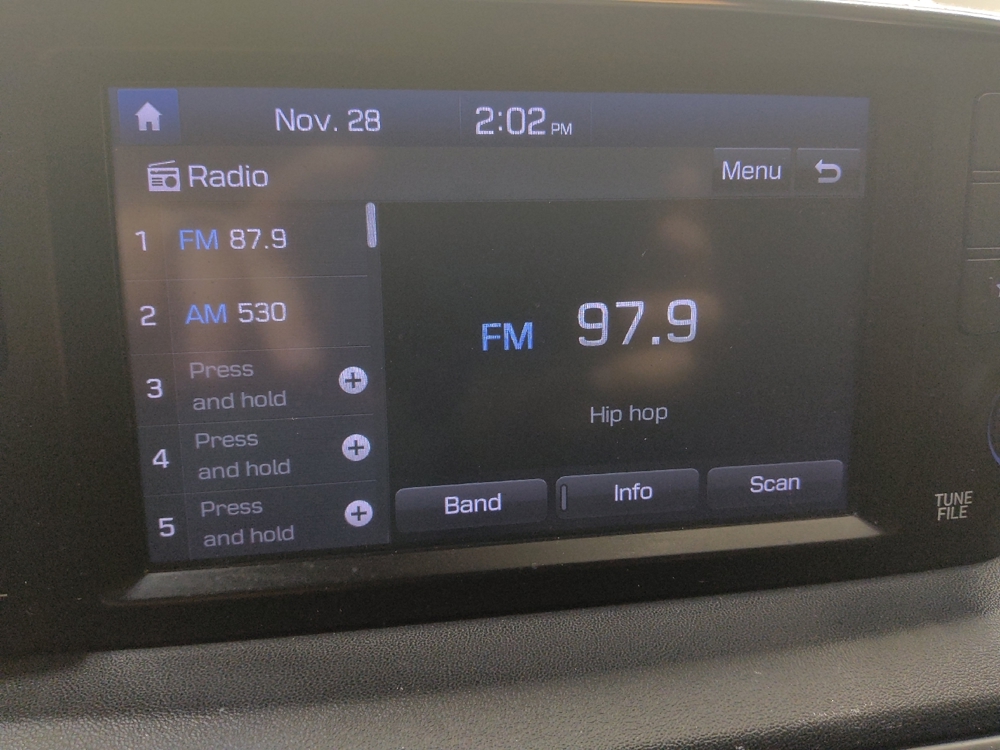 Nov. 28 2:02 PM
Radio
Menu
1 FM 87.9
2 AM 530
3 Press
and hold
4 Press
and hold
5 Press
and hold
FM 97.9
Hip hop
Band Info Scan
TUNE
FILE